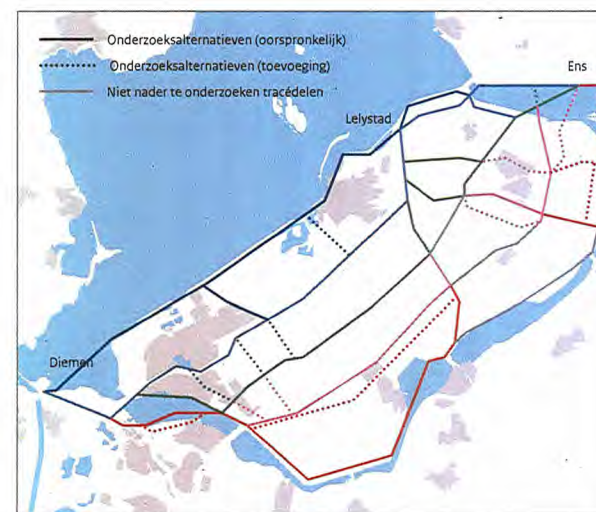 Onderzoeksalternatieven (oorspronkelijk)
Onderzoeksalternatieven (toevoeging)
Niet nader te onderzoeken tracédelen
Ens
Lelystad
Diemen